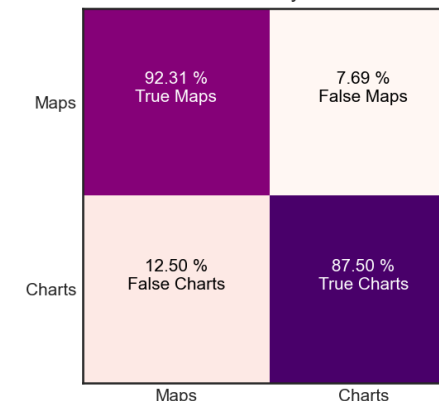 92.31 %
True Maps
7.69 %
False Maps
Maps
12.50 %
False Charts
87.50 %
True Charts
Charts
Maps
Charts